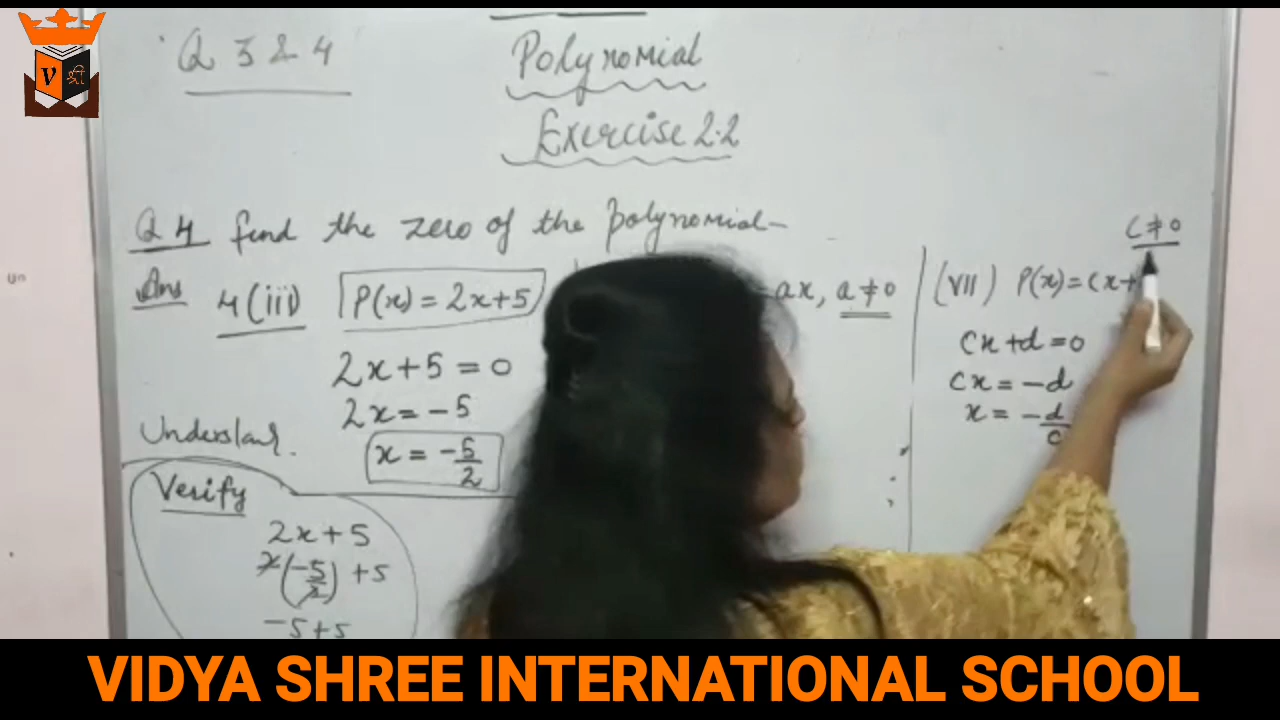 V श्री
Q 3 & 4
Polynomial
Exercise 2.2
Q 4 find the zero of the polynomial-
Ans 4(iii) P(x) = 2x+5
2x+5 = 0
2x = -5
x = -5/2
Understand.
Verify
2x+5
2(-5/2) +5
-5+5
ax, a≠0
C≠0
(VII) P(x) = Cx+
Cx+d=0
Cx = -d
x = -d/c
VIDYA SHREE INTERNATIONAL SCHOOL